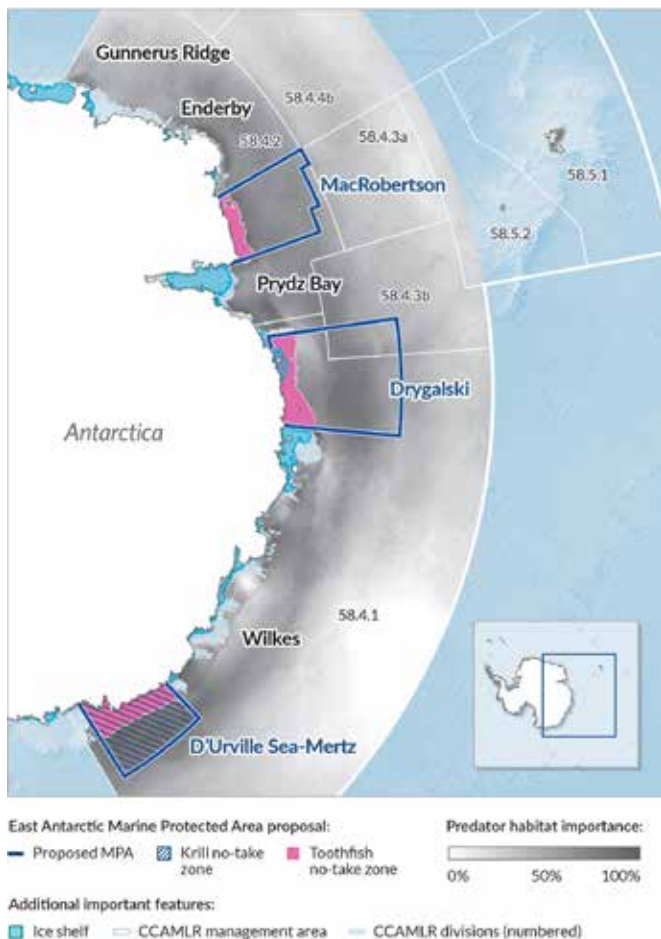 Gunnerus Ridge
58.4.4b
Enderby
58.4.2
58.4.3a
MacRobertson
58.5.1
58.5.2
Prydz Bay
58.4.3b
Drygalski
Antarctica
58.4.1
Wilkes
D'Urville Sea-Mertz
East Antarctic Marine Protected Area proposal:
Predator habitat importance:
Proposed MPA
Krill no-take
zone
Toothfish
no-take zone
0%
50%
100%
Additional important features:
Ice shelf
CCAMLR management area
CCAMLR divisions (numbered)